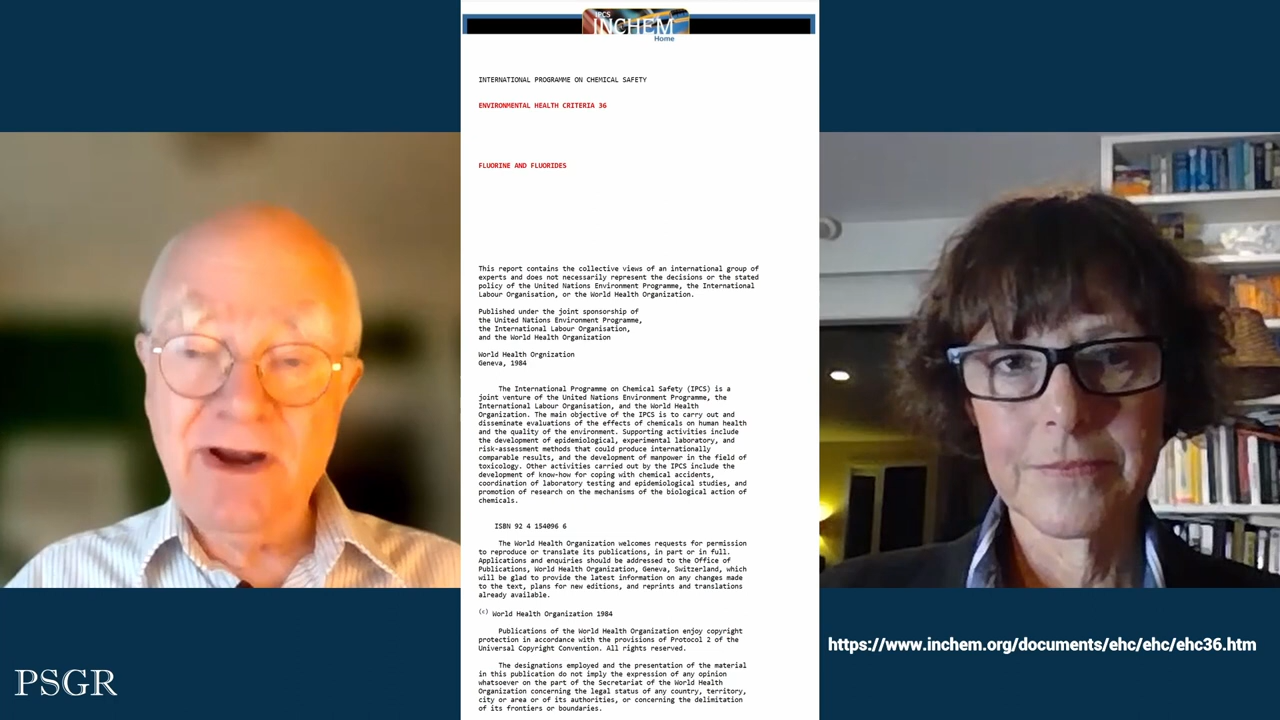 IPCS
INCHEM
Home
INTERNATIONAL PROGRAMME ON CHEMICAL SAFETY
ENVIRONMENTAL HEALTH CRITERIA 36
FLUORINE AND FLUORIDES
This report contains the collective views of an international group of
experts and does not necessarily represent the decisions or the stated
policy of the United Nations Environment Programme, the International
Labour Organisation, or the World Health Organization.
Published under the joint sponsorship of
the United Nations Environment Programme,
the International Labour Organisation,
and the World Health Organization
World Health Orgnization
Geneva, 1984
The International Programme on Chemical Safety (IPCS) is a
joint venture of the United Nations Environment Programme, the
International Labour Organisation, and the World Health
Organization. The main objective of the IPCS is to carry out and
disseminate evaluations of the effects of chemicals on human health
and the quality of the environment. Supporting activities include
the development of epidemiological, experimental laboratory, and
risk-assessment methods that could produce internationally
comparable results, and the development of manpower in the field of
toxicology. Other activities carried out by the IPCS include the
development of know-how for coping with chemical accidents,
coordination of laboratory testing and epidemiological studies, and
promotion of research on the mechanisms of the biological action of
chemicals.
ISBN 92 4 154096 6
The World Health Organization welcomes requests for permission
to reproduce or translate its publications, in part or in full.
Applications and enquiries should be addressed to the Office of
Publications, World Health Organization, Geneva, Switzerland, which
will be glad to provide the latest information on any changes made
to the text, plans for new editions, and reprints and translations
already available.
(c) World Health Organization 1984
Publications of the World Health Organization enjoy copyright
protection in accordance with the provisions of Protocol 2 of the
Universal Copyright Convention. All rights reserved.
The designations employed and the presentation of the material
in this publication do not imply the expression of any opinion
whatsoever on the part of the Secretariat of the World Health
Organization concerning the legal status of any country, territory,
city or area or of its authorities, or concerning the delimitation
of its frontiers or boundaries.
https://www.inchem.org/documents/ehc/ehc/ehc36.htm
PSGR